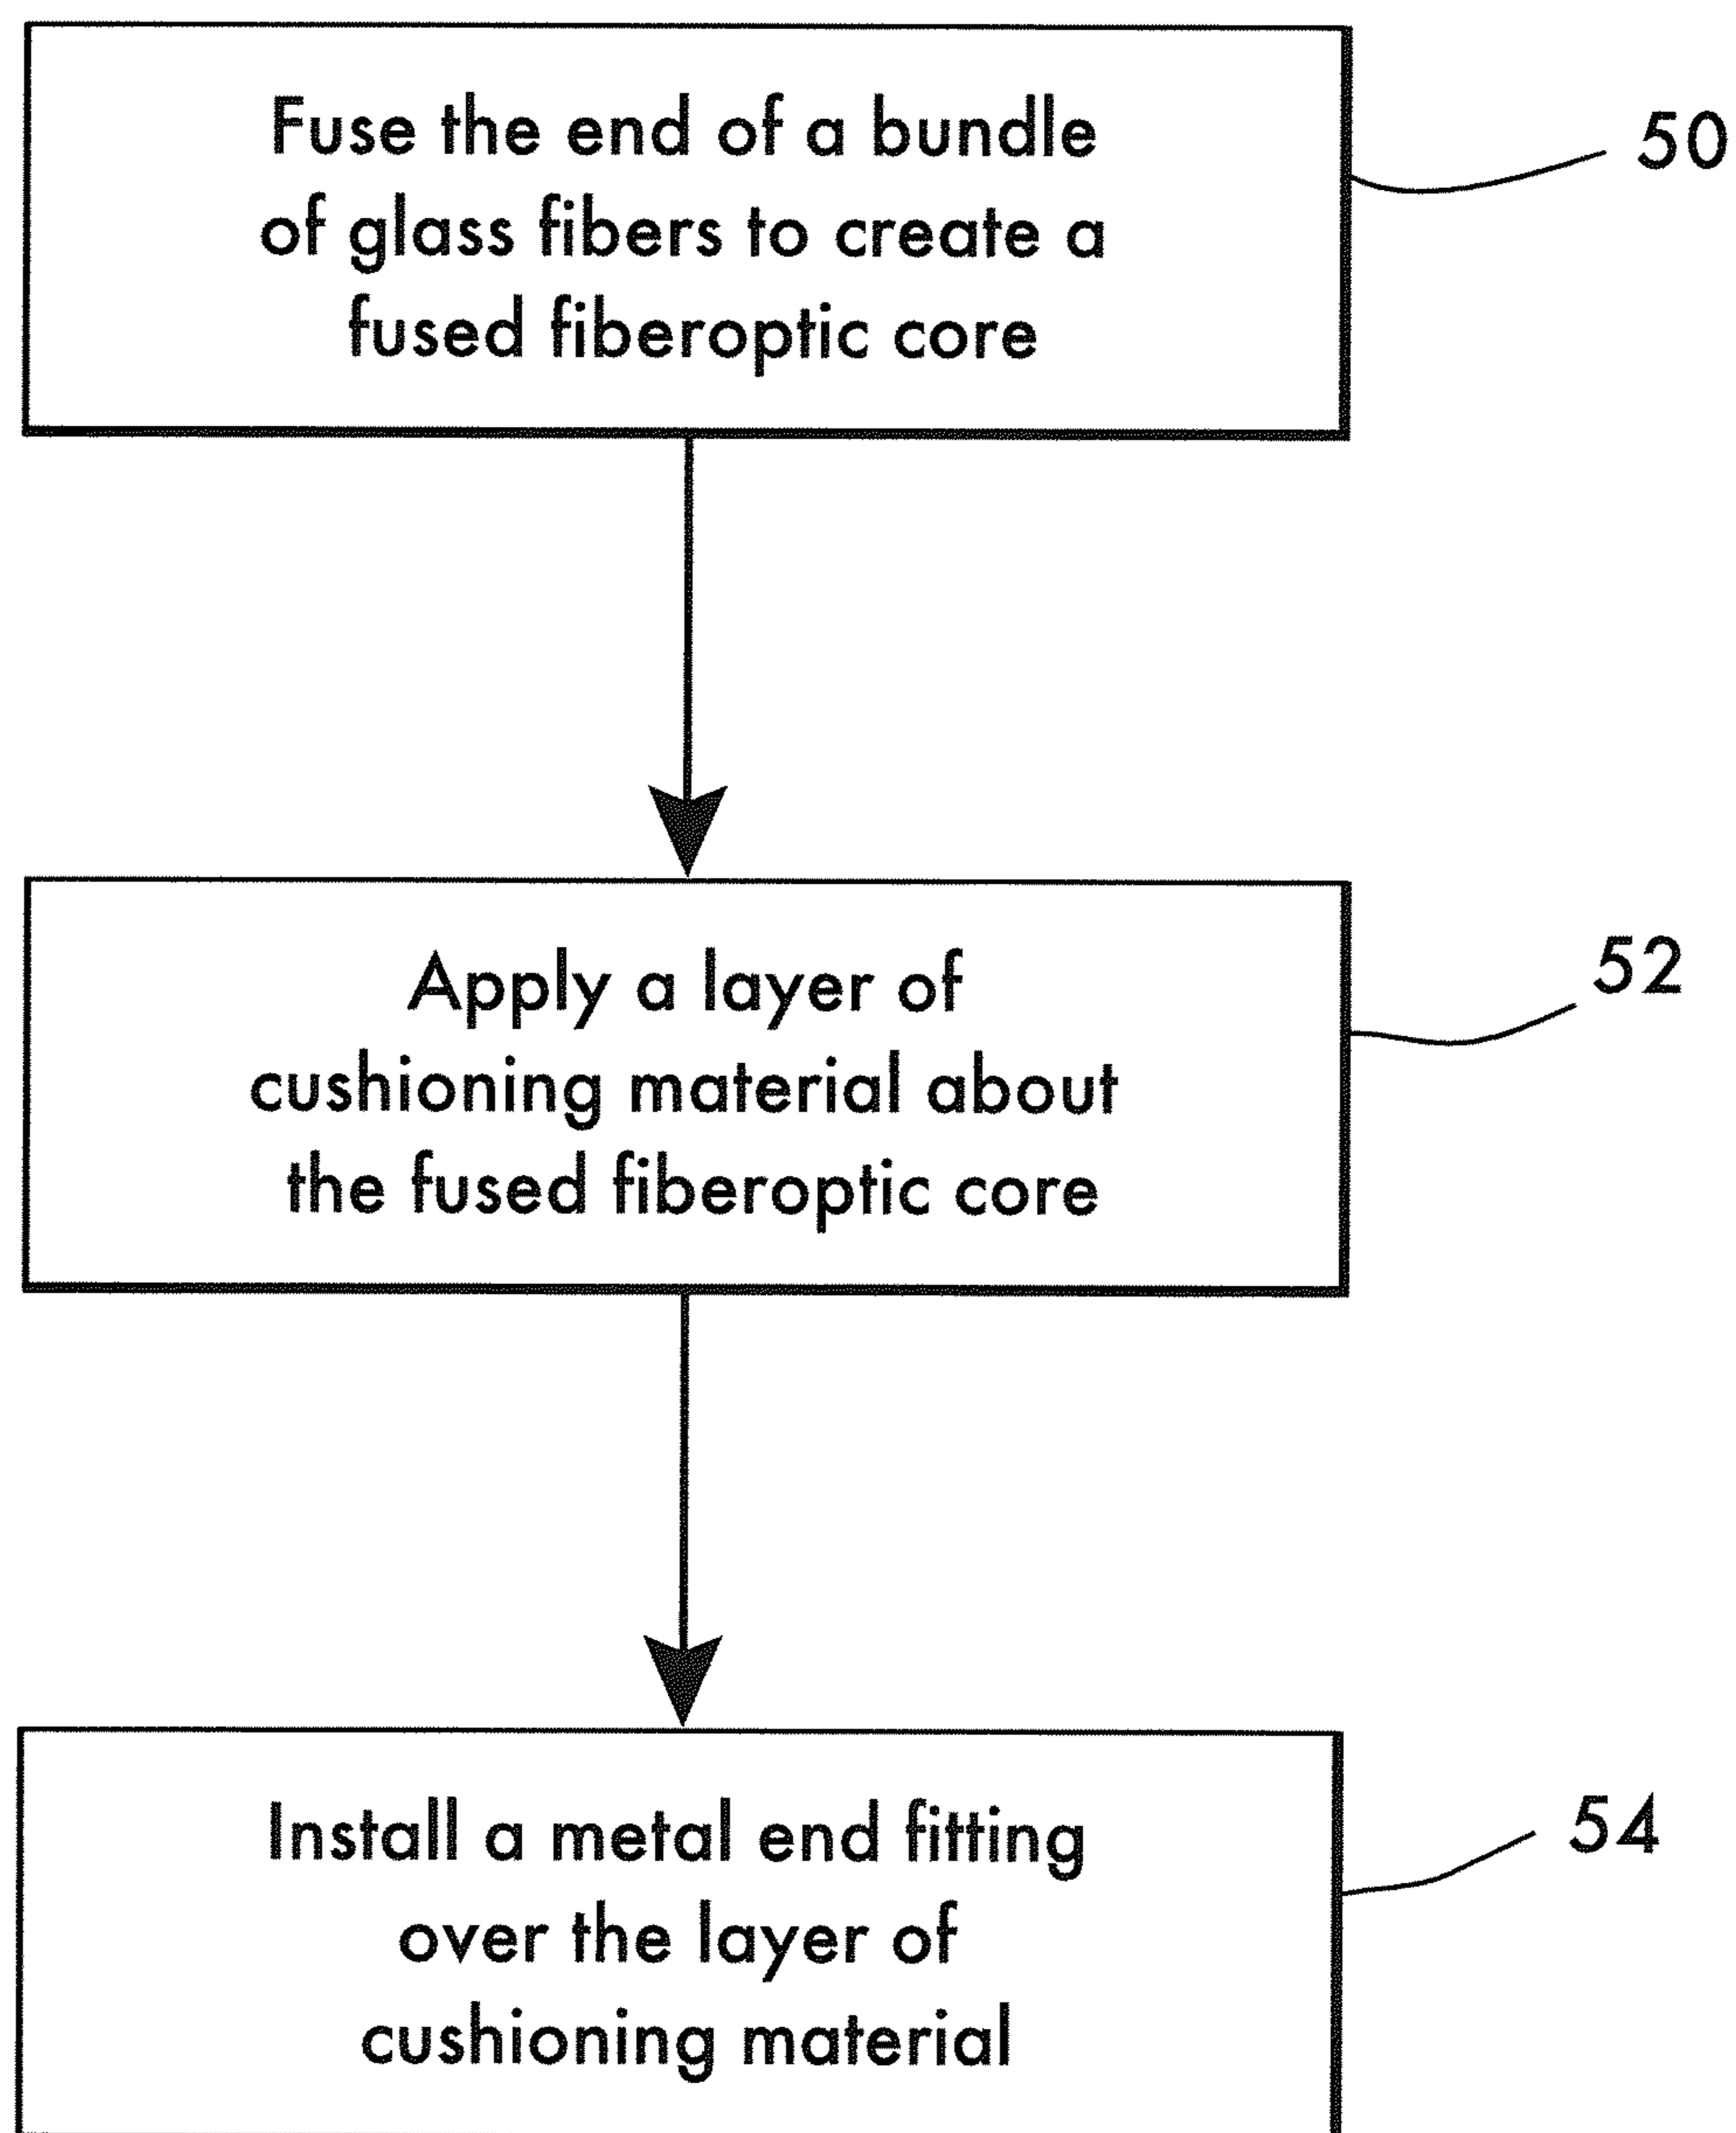 Fuse the end of a bundle
of glass fibers to create a
fused fiberoptic core
50
Apply a layer of
cushioning material about
the fused fiberoptic core
52
Install a metal end fitting
over the layer of
cushioning material
54